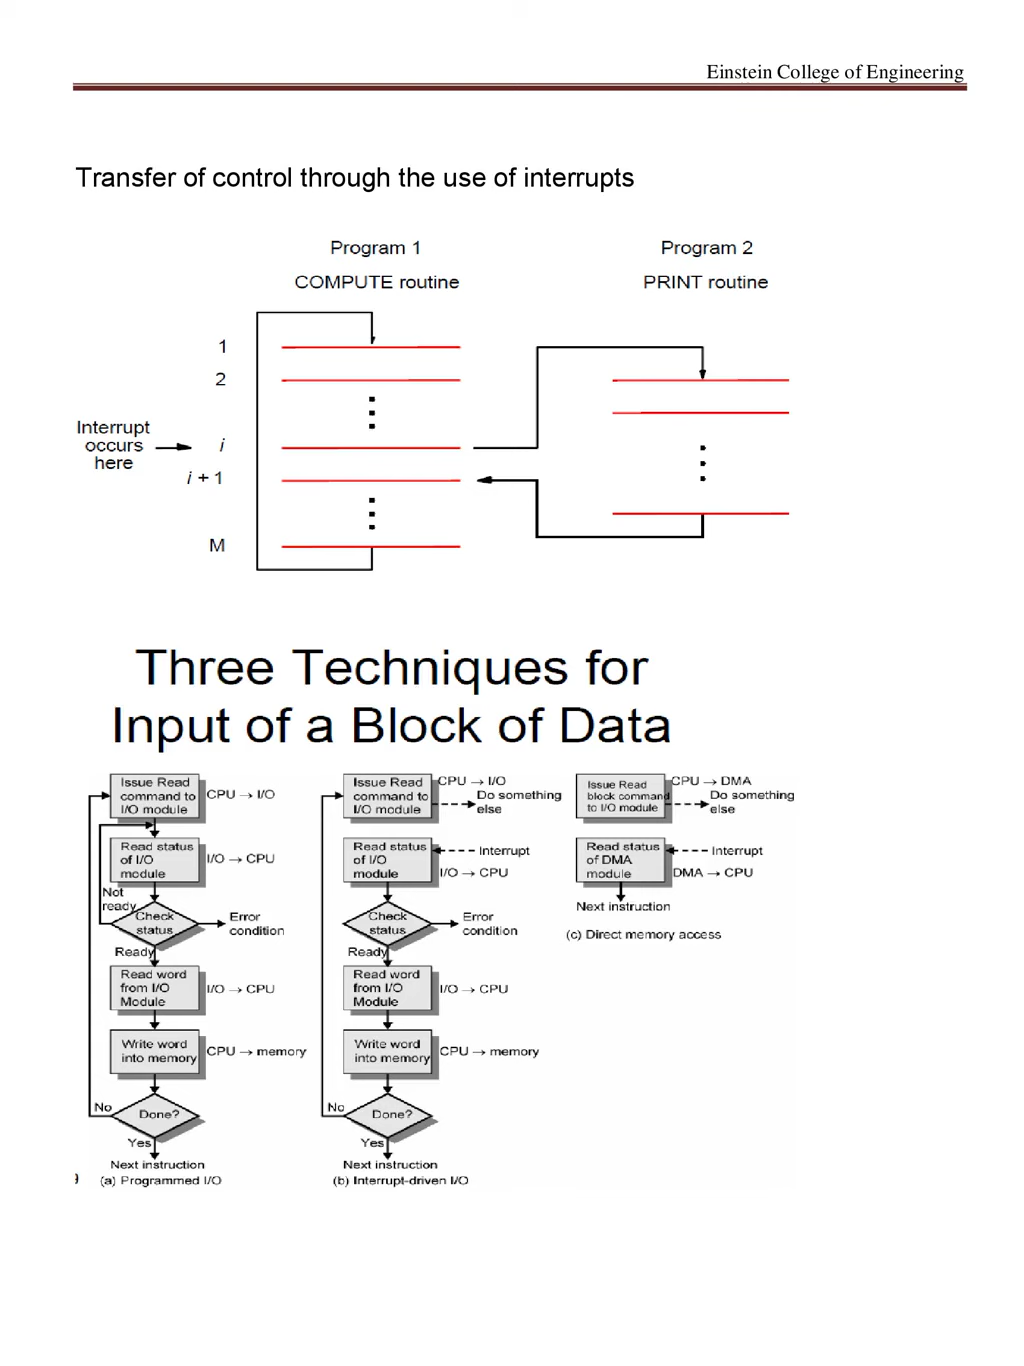 Einstein College of Engineering
Transfer of control through the use of interrupts
Program 1
Program 2
COMPUTE routine
PRINT routine
1
2
Interrupt
occurs
here
i
i + 1
M
Three Techniques for
Input of a Block of Data
Issue Read
command to
I/O module
CPU → I/O
Read status
of I/O
module
I/O → CPU
Not
ready
Check
status
Error
condition
Ready
Read word
from I/O
Module
I/O → CPU
Write word
into memory
CPU → memory
No
Done?
Yes
Next instruction
(a) Programmed I/O
Issue Read
command to
I/O module
CPU → I/O
Do something
else
Read status
of I/O
module
Interrupt
I/O → CPU
Check
status
Error
condition
Ready
Read word
from I/O
Module
I/O → CPU
Write word
into memory
CPU → memory
No
Done?
Yes
Next instruction
(b) Interrupt-driven I/O
Issue Read
block command
to I/O module
CPU → DMA
Do something
else
Read status
of DMA
module
Interrupt
DMA → CPU
Next instruction
(c) Direct memory access